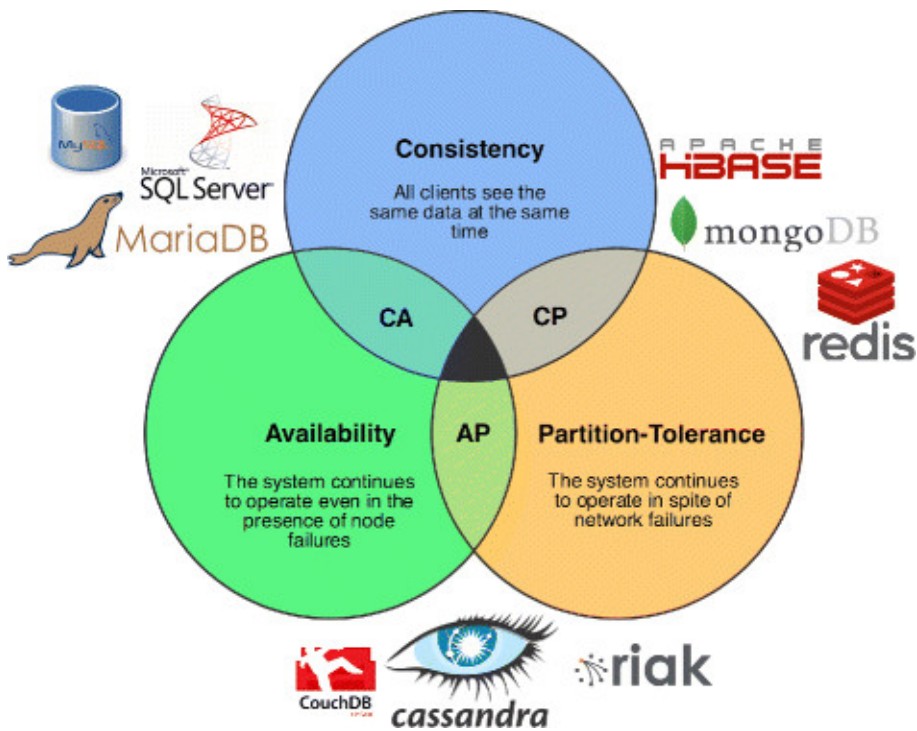 MySQL
Microsoft
SQL Server
MariaDB
Consistency
All clients see the
same data at the same
time
APACHE
HBASE
mongoDB
redis
CA
CP
Availability
The system continues
to operate even in the
presence of node
failures
AP
Partition-Tolerance
The system continues
to operate in spite of
network failures
CouchDB
cassandra
riak